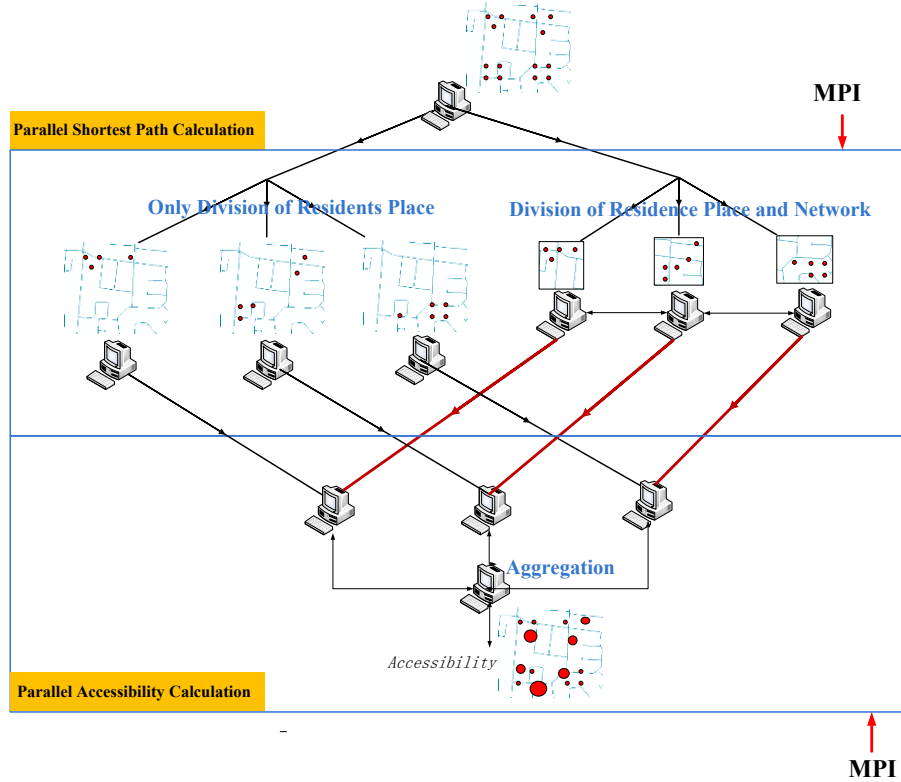 MPI
Parallel Shortest Path Calculation
Only Division of Residents Place
Division of Residence Place and Network
Aggregation
Accessibility
Parallel Accessibility Calculation
MPI